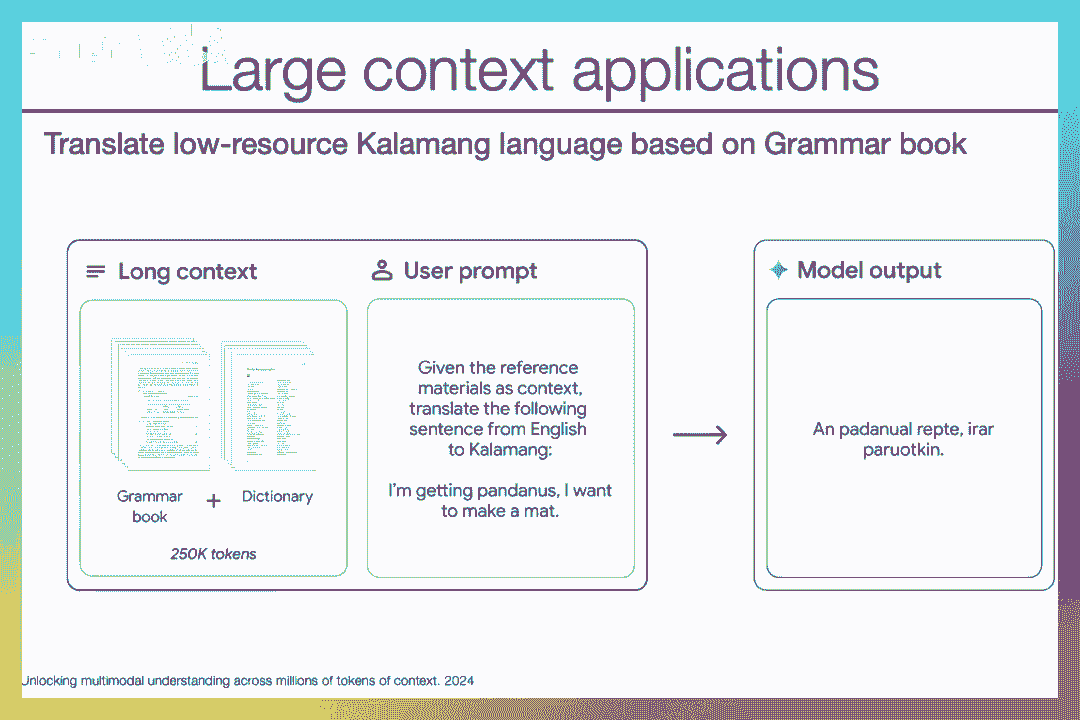 Large context applications
Translate low-resource Kalamang language based on Grammar book
Long context
Grammar
book
+
Dictionary
250K tokens
User prompt
Given the reference
materials as context,
translate the following
sentence from English
to Kalamang:
I'm getting pandanus, I want
to make a mat.
Model output
An padanual repte, irar
paruotkin.
Unlocking multimodal understanding across millions of tokens of context. 2024